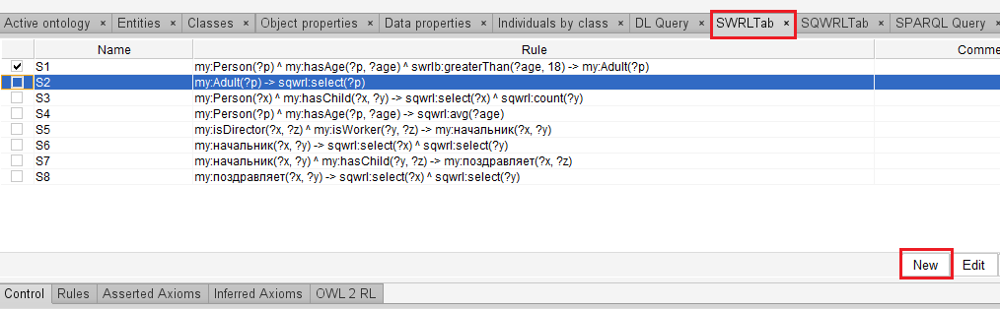 Active ontology × Entities × Classes × Object properties × Data properties × Individuals by class × DL Query × SWRLTab × SQWRLTab × SPARQL Query ×
Name Rule Comme
S1 my:Person(?p) ^ my:hasAge(?p, ?age) ^ swrlb:greaterThan(?age, 18) -> my:Adult(?p)
S2 my:Adult(?p) -> sqwrl:select(?p)
S3 my:Person(?x) ^ my:hasChild(?x, ?y) -> sqwrl:select(?x) ^ sqwrl:count(?y)
S4 my:Person(?p) ^ my:hasAge(?p, ?age) -> sqwrl:avg(?age)
S5 my:isDirector(?x, ?z) ^ my:isWorker(?y, ?z) -> my:начальник(?x, ?y)
S6 my:начальник(?x, ?y) -> sqwrl:select(?x) ^ sqwrl:select(?y)
S7 my:начальник(?x, ?y) ^ my:hasChild(?y, ?z) -> my:поздравляет(?x, ?z)
S8 my:поздравляет(?x, ?y) -> sqwrl:select(?x) ^ sqwrl:select(?y)
New Edit
Control Rules Asserted Axioms Inferred Axioms OWL 2 RL